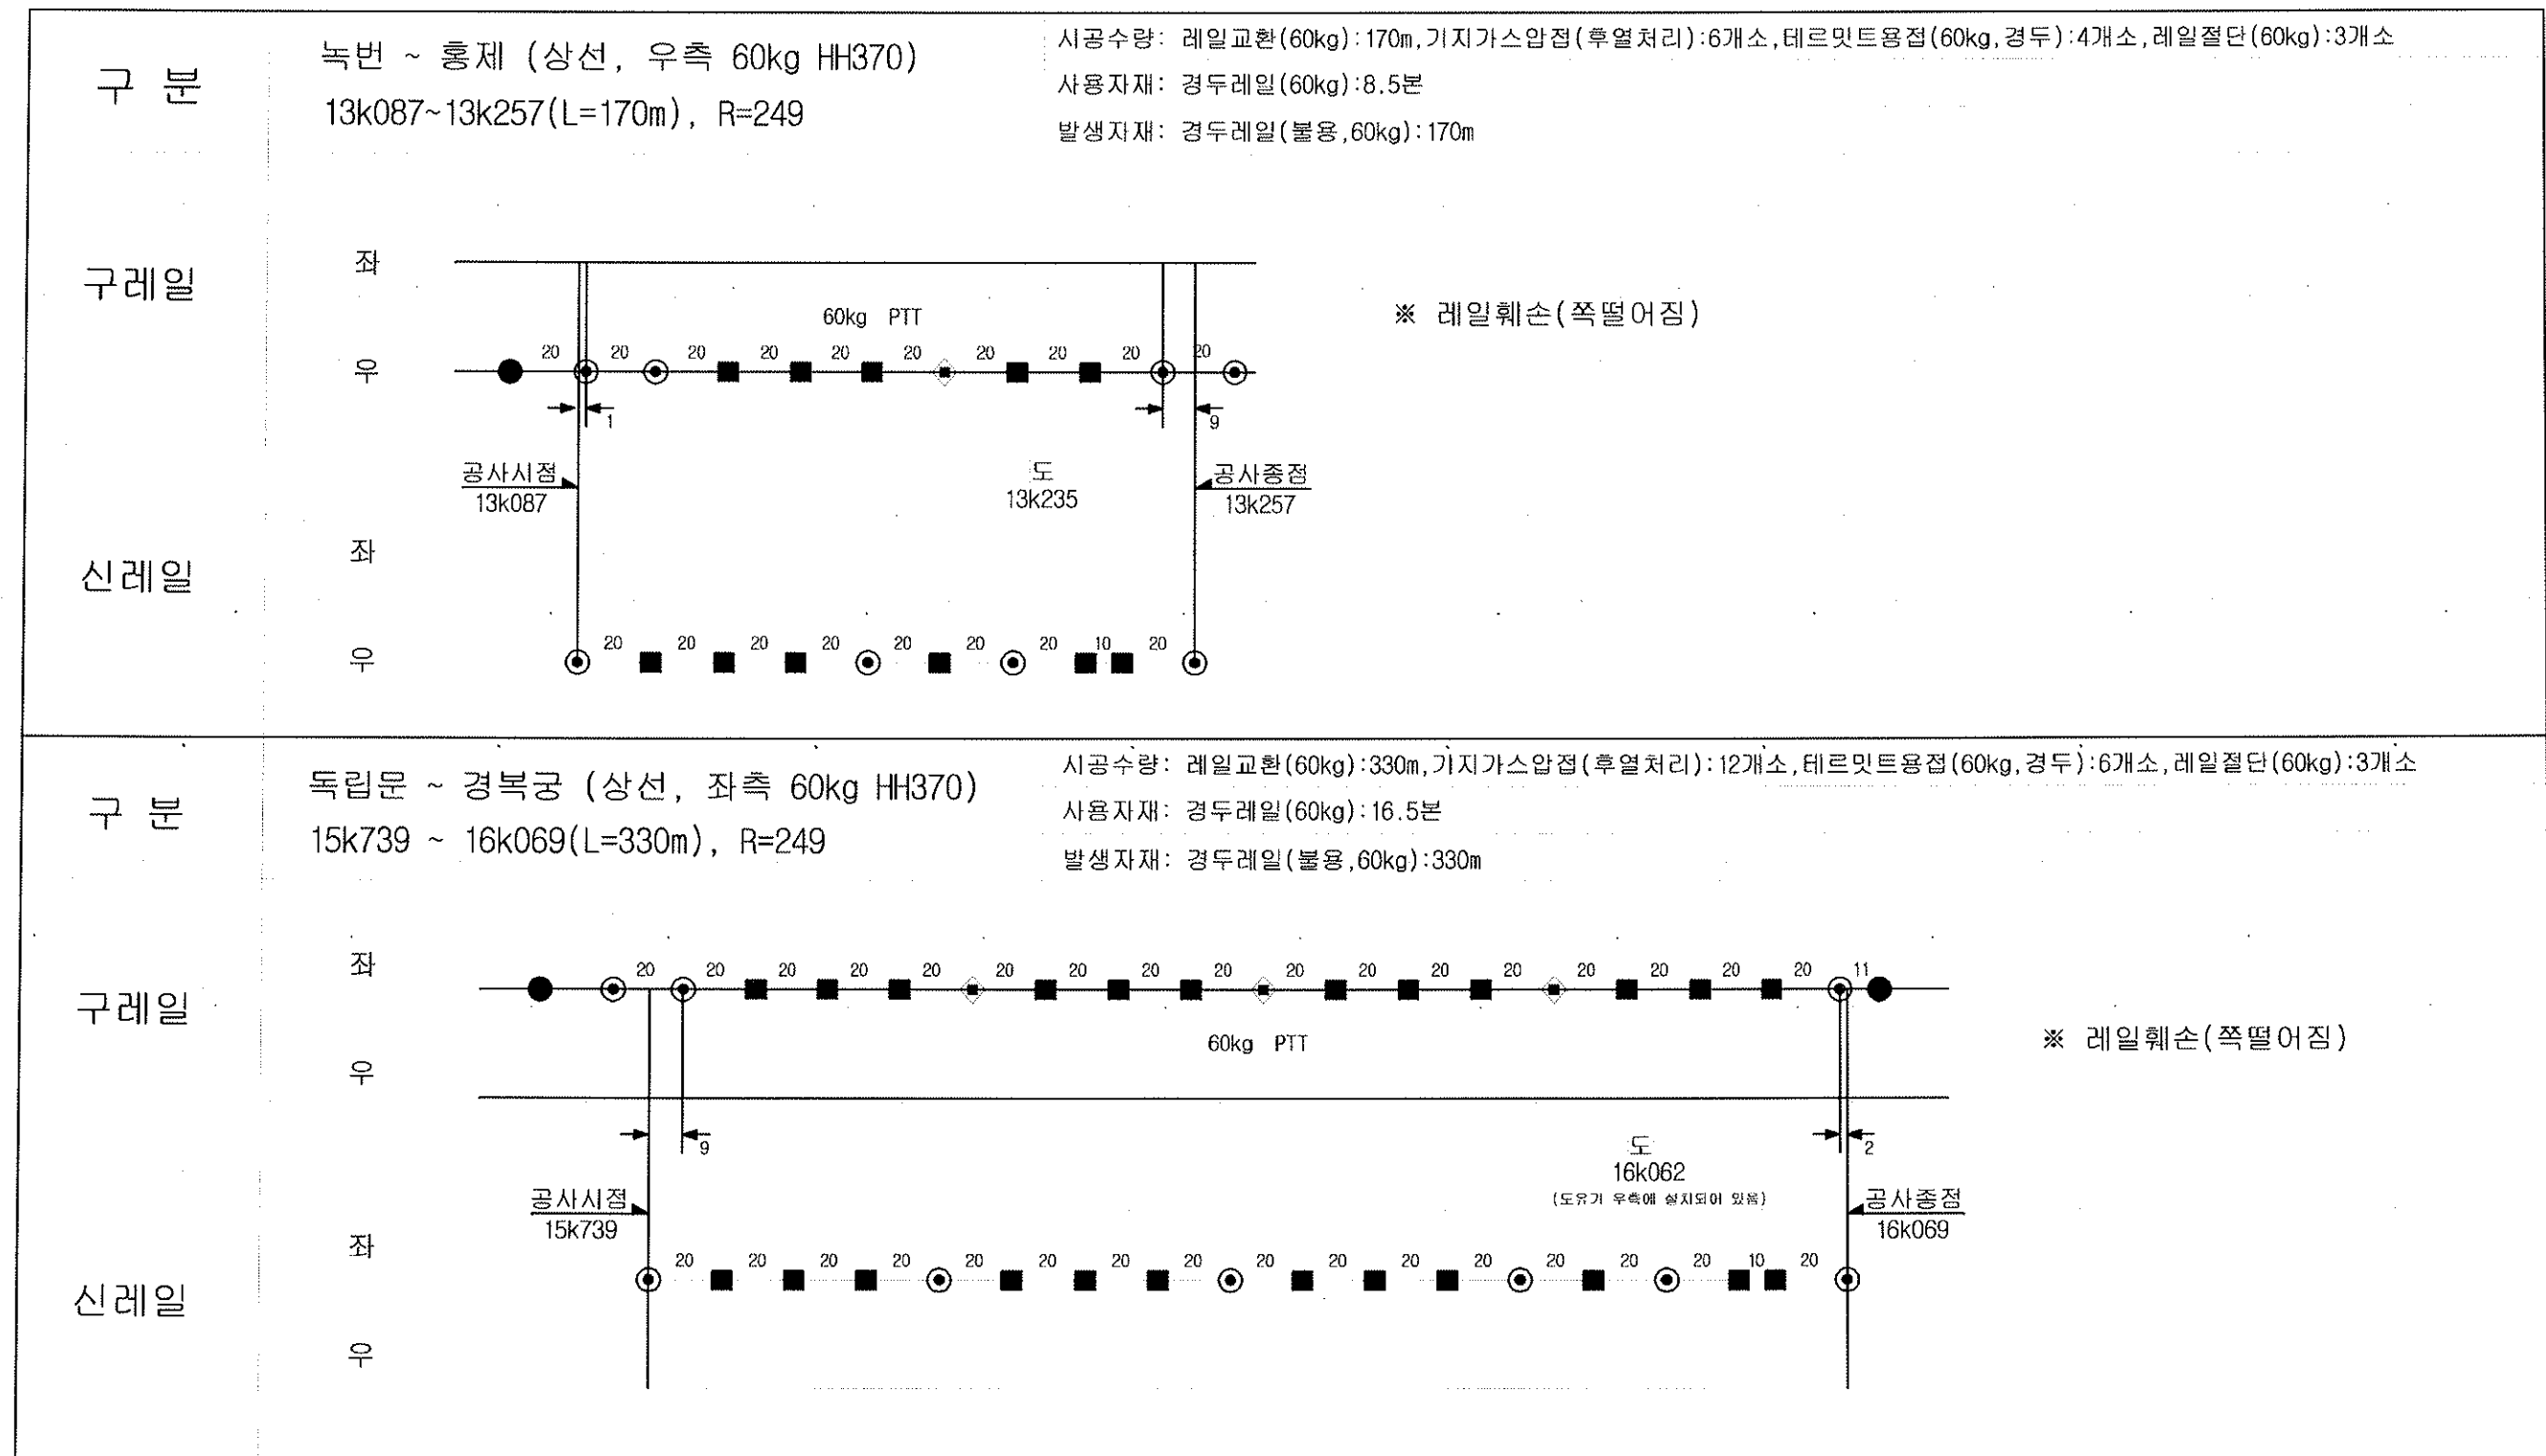 구 분
녹번 ~ 홍제 (상선, 우측 60kg HH370)
13k087~13k257(L=170m), R=249
시공수량: 레일교환(60kg):170m,기지가스압접(후열처리):6개소,테르밋트용접(60kg,경두):4개소,레일절단(60kg):3개소
사용자재: 경두레일(60kg):8.5본
발생자재: 경두레일(불용,60kg):170m
구레일
좌
60kg PTT
※ 레일훼손(쪽떨어짐)
우
20 20 20 20 20 20 20 20 20 20
1 9
공사시점
13k087
도
13k235
공사종점
13k257
신레일
좌
우
20 20 20 20 20 20 20 10 20
구 분
독립문 ~ 경복궁 (상선, 좌측 60kg HH370)
15k739 ~ 16k069(L=330m), R=249
시공수량: 레일교환(60kg):330m,기지가스압접(후열처리):12개소,테르밋트용접(60kg,경두):6개소,레일절단(60kg):3개소
사용자재: 경두레일(60kg):16.5본
발생자재: 경두레일(불용,60kg):330m
구레일
좌
20 20 20 20 20 20 20 20 20 20 20 20 20 20 20 20 20 11
60kg PTT
※ 레일훼손(쪽떨어짐)
우
9 2
도
16k062
(도유기 우측에 설치되어 있음)
공사시점
15k739
공사종점
16k069
신레일
좌
20 20 20 20 20 20 20 20 20 20 20 20 20 20 20 10 20
우